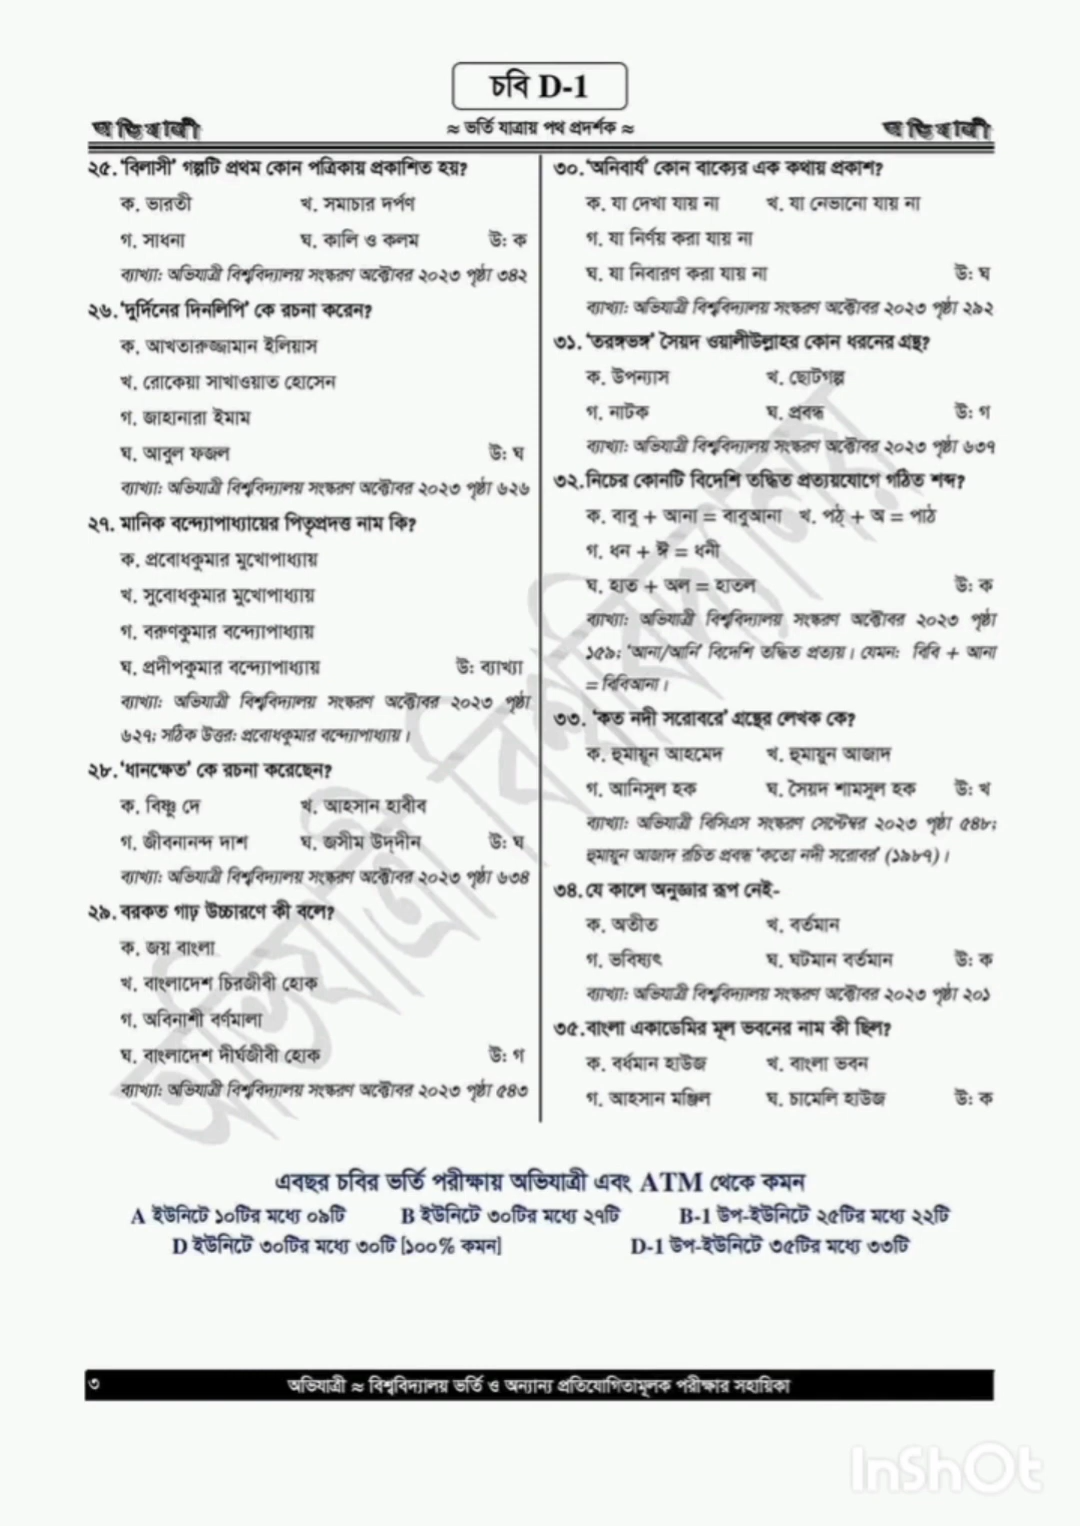 চবি D-1
অভিযাত্রী
≈ ভর্তি যাত্রায় পথ প্রদর্শক ≈
অভিযাত্রী
২৫. ‘বিলাসী’ গল্পটি প্রথম কোন পত্রিকায় প্রকাশিত হয়?
ক. ভারতী খ. সমাচার দর্পণ
গ. সাধনা ঘ. কালি ও কলম উ: ক
ব্যাখ্যা: অভিযাত্রী বিশ্ববিদ্যালয় সংস্করণ অক্টোবর ২০২৩ পৃষ্ঠা ৩৪২
২৬. ‘দুর্দিনের দিনলিপি’ কে রচনা করেন?
ক. আখতারুজ্জামান ইলিয়াস
খ. রোকেয়া সাখাওয়াত হোসেন
গ. জাহানারা ইমাম
ঘ. আবুল ফজল উ: ঘ
ব্যাখ্যা: অভিযাত্রী বিশ্ববিদ্যালয় সংস্করণ অক্টোবর ২০২৩ পৃষ্ঠা ৬২৬
২৭. মানিক বন্দ্যোপাধ্যায়ের পিতৃপ্রদত্ত নাম কি?
ক. প্রবোধকুমার মুখোপাধ্যায়
খ. সুবোধকুমার মুখোপাধ্যায়
গ. বরুণকুমার বন্দ্যোপাধ্যায়
ঘ. প্রদীপকুমার বন্দ্যোপাধ্যায় উ: ব্যাখ্যা
ব্যাখ্যা: অভিযাত্রী বিশ্ববিদ্যালয় সংস্করণ অক্টোবর ২০২৩ পৃষ্ঠা
৬২৭; সঠিক উত্তর: প্রবোধকুমার বন্দ্যোপাধ্যায়।
২৮. ‘ধানক্ষেত’ কে রচনা করেছেন?
ক. বিষ্ণু দে খ. আহসান হাবীব
গ. জীবনানন্দ দাশ ঘ. জসীম উদ্‌দীন উ: ঘ
ব্যাখ্যা: অভিযাত্রী বিশ্ববিদ্যালয় সংস্করণ অক্টোবর ২০২৩ পৃষ্ঠা ৬৩৪
২৯. বরকত গাঢ় উচ্চারণে কী বলে?
ক. জয় বাংলা
খ. বাংলাদেশ চিরজীবী হোক
গ. অবিনাশী বর্ণমালা
ঘ. বাংলাদেশ দীর্ঘজীবী হোক উ: গ
ব্যাখ্যা: অভিযাত্রী বিশ্ববিদ্যালয় সংস্করণ অক্টোবর ২০২৩ পৃষ্ঠা ৫৪৩
৩০. ‘অনিবার্য’ কোন বাক্যের এক কথায় প্রকাশ?
ক. যা দেখা যায় না খ. যা নেভানো যায় না
গ. যা নির্ণয় করা যায় না
ঘ. যা নিবারণ করা যায় না উ: ঘ
ব্যাখ্যা: অভিযাত্রী বিশ্ববিদ্যালয় সংস্করণ অক্টোবর ২০২৩ পৃষ্ঠা ২৯২
৩১. ‘তরঙ্গভঙ্গ’ সৈয়দ ওয়ালীউল্লাহর কোন ধরনের গ্রন্থ?
ক. উপন্যাস খ. ছোটগল্প
গ. নাটক ঘ. প্রবন্ধ উ: গ
ব্যাখ্যা: অভিযাত্রী বিশ্ববিদ্যালয় সংস্করণ অক্টোবর ২০২৩ পৃষ্ঠা ৬৩৭
৩২. নিচের কোনটি বিদেশি তদ্ধিত প্রত্যয়যোগে গঠিত শব্দ?
ক. বাবু + আনা = বাবুআনা খ. পঠ্ + অ = পাঠ
গ. ধন + ঈ = ধনী
ঘ. হাত + অল = হাতল উ: ক
ব্যাখ্যা: অভিযাত্রী বিশ্ববিদ্যালয় সংস্করণ অক্টোবর ২০২৩ পৃষ্ঠা
১৫৯; ‘আনা/আনি’ বিদেশি তদ্ধিত প্রত্যয়। যেমন: বিবি + আনা
= বিবিআনা।
৩৩. ‘কত নদী সরোবরে’ গ্রন্থের লেখক কে?
ক. হুমায়ূন আহমেদ খ. হুমায়ুন আজাদ
গ. আনিসুল হক ঘ. সৈয়দ শামসুল হক উ: খ
ব্যাখ্যা: অভিযাত্রী বিসিএস সংস্করণ সেপ্টেম্বর ২০২৩ পৃষ্ঠা ৫৪৮;
হুমায়ুন আজাদ রচিত প্রবন্ধ ‘কতো নদী সরোবর’ (১৯৮৭)।
৩৪. যে কালে অনুজ্ঞার রূপ নেই-
ক. অতীত খ. বর্তমান
গ. ভবিষ্যৎ ঘ. ঘটমান বর্তমান উ: ক
ব্যাখ্যা: অভিযাত্রী বিশ্ববিদ্যালয় সংস্করণ অক্টোবর ২০২৩ পৃষ্ঠা ২০১
৩৫. বাংলা একাডেমির মূল ভবনের নাম কী ছিল?
ক. বর্ধমান হাউজ খ. বাংলা ভবন
গ. আহসান মঞ্জিল ঘ. চামেলি হাউজ উ: ক
অভিযাত্রী বিশ্ববিদ্যালয়
এবছর চবির ভর্তি পরীক্ষায় অভিযাত্রী এবং ATM থেকে কমন
A ইউনিটে ১০টির মধ্যে ০৯টি B ইউনিটে ৩০টির মধ্যে ২৭টি B-1 উপ-ইউনিটে ২৫টির মধ্যে ২২টি
D ইউনিটে ৩০টির মধ্যে ৩০টি [১০০% কমন] D-1 উপ-ইউনিটে ৩৫টির মধ্যে ৩৩টি
৩ অভিযাত্রী ≈ বিশ্ববিদ্যালয় ভর্তি ও অন্যান্য প্রতিযোগিতামূলক পরীক্ষার সহায়িকা
InShOt